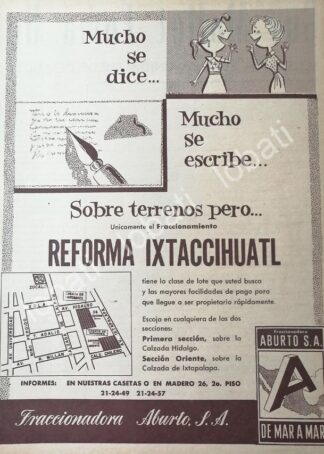 Mucho
se
dice...
Mucho
se
escribe...
Sobre terrenos pero...
Unicamente el Fraccionamiento
REFORMA IXTACCIHUATL
tiene la clase de lote que usted busca
y las mayores facilidades de pago para
que llegue a ser propietario rápidamente.
Escoja en cualquiera de las dos
secciones:
Primera sección, sobre la
Calzada Hidalgo.
Sección Oriente, sobre la
Calzada de Ixtapalapa.
ZOCALO
INFORMES: EN NUESTRAS CASETAS O EN MADERO 26, 2o. PISO
21-24-49 21-24-57
Fraccionadora Aburto, S.A.
Fraccionadora
ABURTO S.A.
A
DE MAR A MAR
lobati